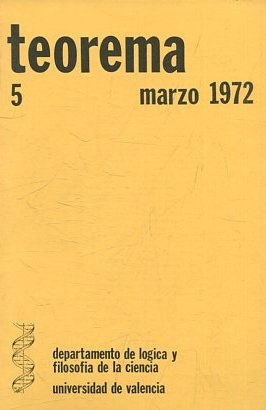 teorema
5 marzo 1972
departamento de logica y
filosofia de la ciencia
universidad de valencia